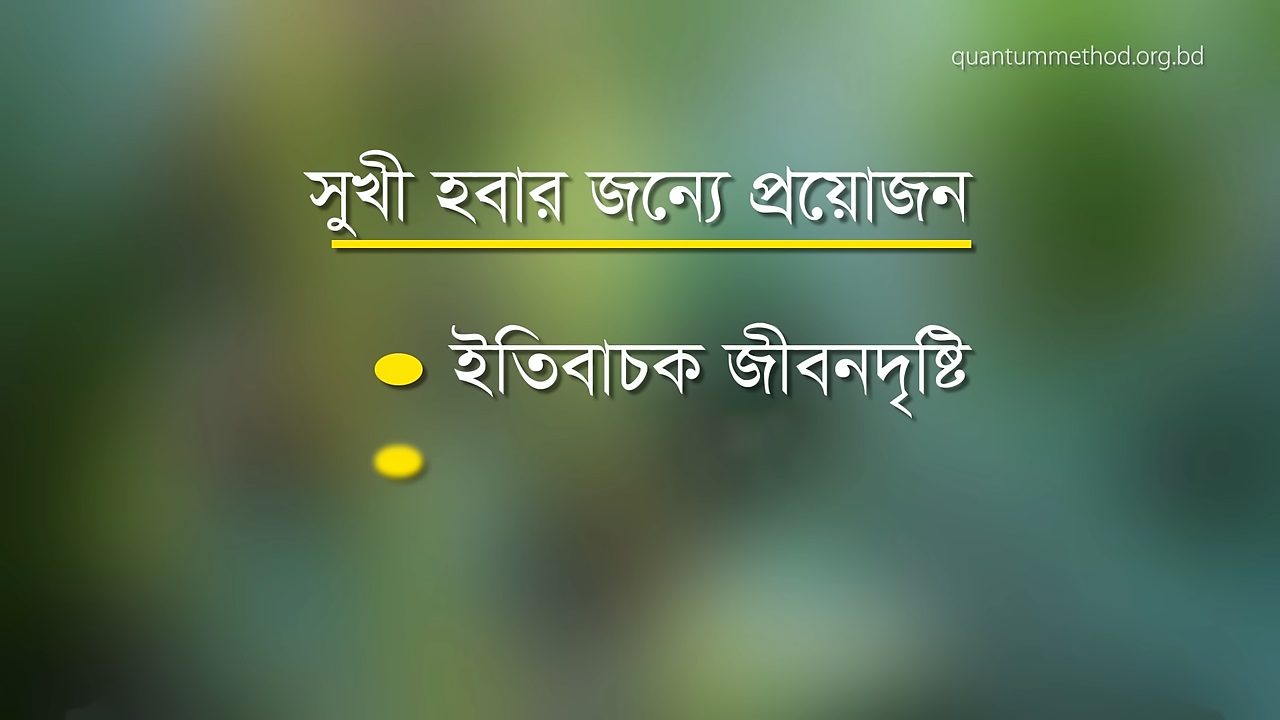 quantummethod.org.bd
সুখী হবার জন্যে প্রয়োজন
ইতিবাচক জীবনদৃষ্টি